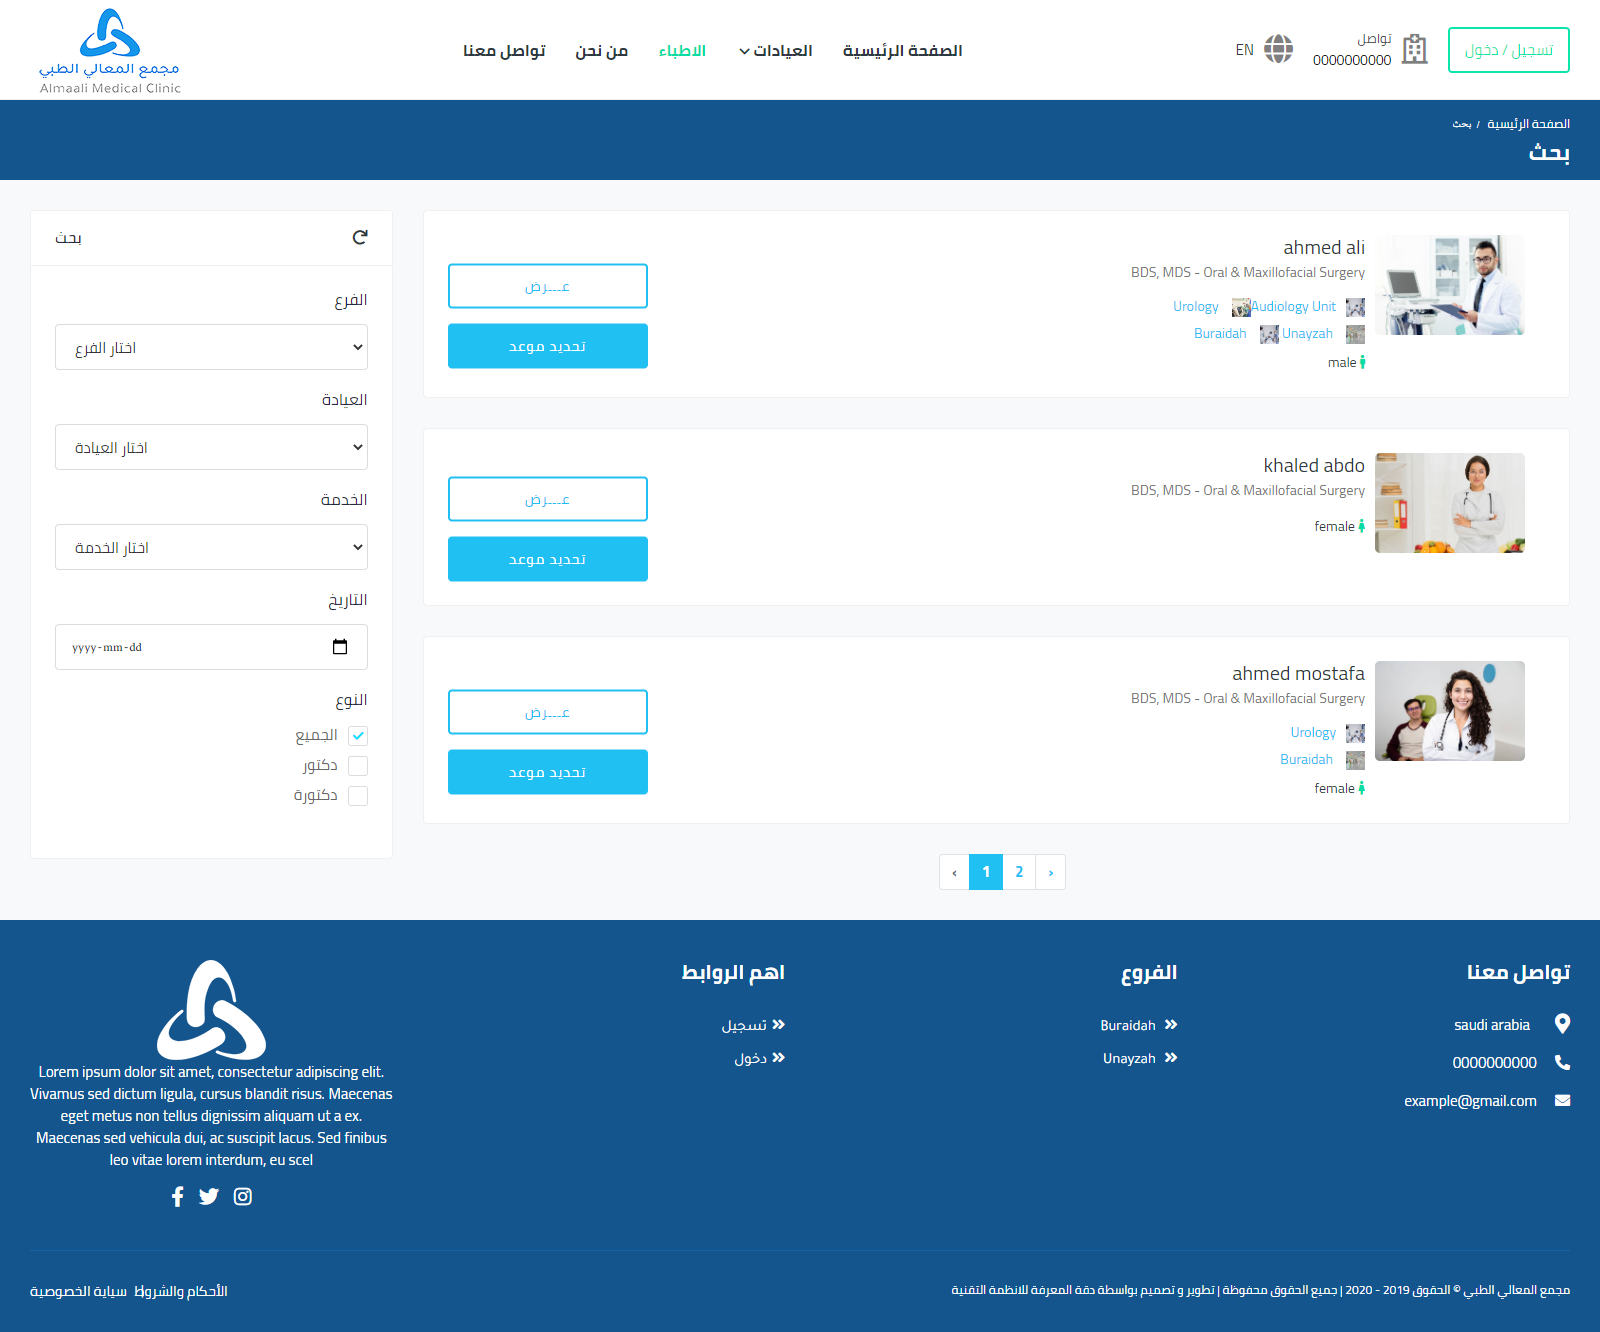 تسجيل / دخول
تواصل
0000000000
EN
الصفحة الرئيسية
العيادات
الاطباء
من نحن
تواصل معنا
مجمع المعالي الطبي
Almaali Medical Clinic
الصفحة الرئيسية / بحث
بحث
ahmed ali
BDS, MDS - Oral & Maxillofacial Surgery
Audiology Unit
Urology
Unayzah
Buraidah
male
عـــرض
تحديد موعد
khaled abdo
BDS, MDS - Oral & Maxillofacial Surgery
female
عـــرض
تحديد موعد
ahmed mostafa
BDS, MDS - Oral & Maxillofacial Surgery
Urology
Buraidah
female
عـــرض
تحديد موعد
‹ 1 2 ›
بحث
الفرع
اختار الفرع
العيادة
اختار العيادة
الخدمة
اختار الخدمة
التاريخ
yyyy-mm-dd
النوع
الجميع
دكتور
دكتورة
تواصل معنا
saudi arabia
0000000000
example@gmail.com
الفروع
Buraidah
Unayzah
اهم الروابط
تسجيل
دخول
Lorem ipsum dolor sit amet, consectetur adipiscing elit.
Vivamus sed dictum ligula, cursus blandit risus. Maecenas
eget metus non tellus dignissim aliquam ut a ex.
Maecenas sed vehicula dui, ac suscipit lacus. Sed finibus
leo vitae lorem interdum, eu scel
مجمع المعالي الطبي © الحقوق 2019 - 2020 | جميع الحقوق محفوظة | تطوير و تصميم بواسطة دقة المعرفة للانظمة التقنية
الأحكام والشروط
سياية الخصوصية